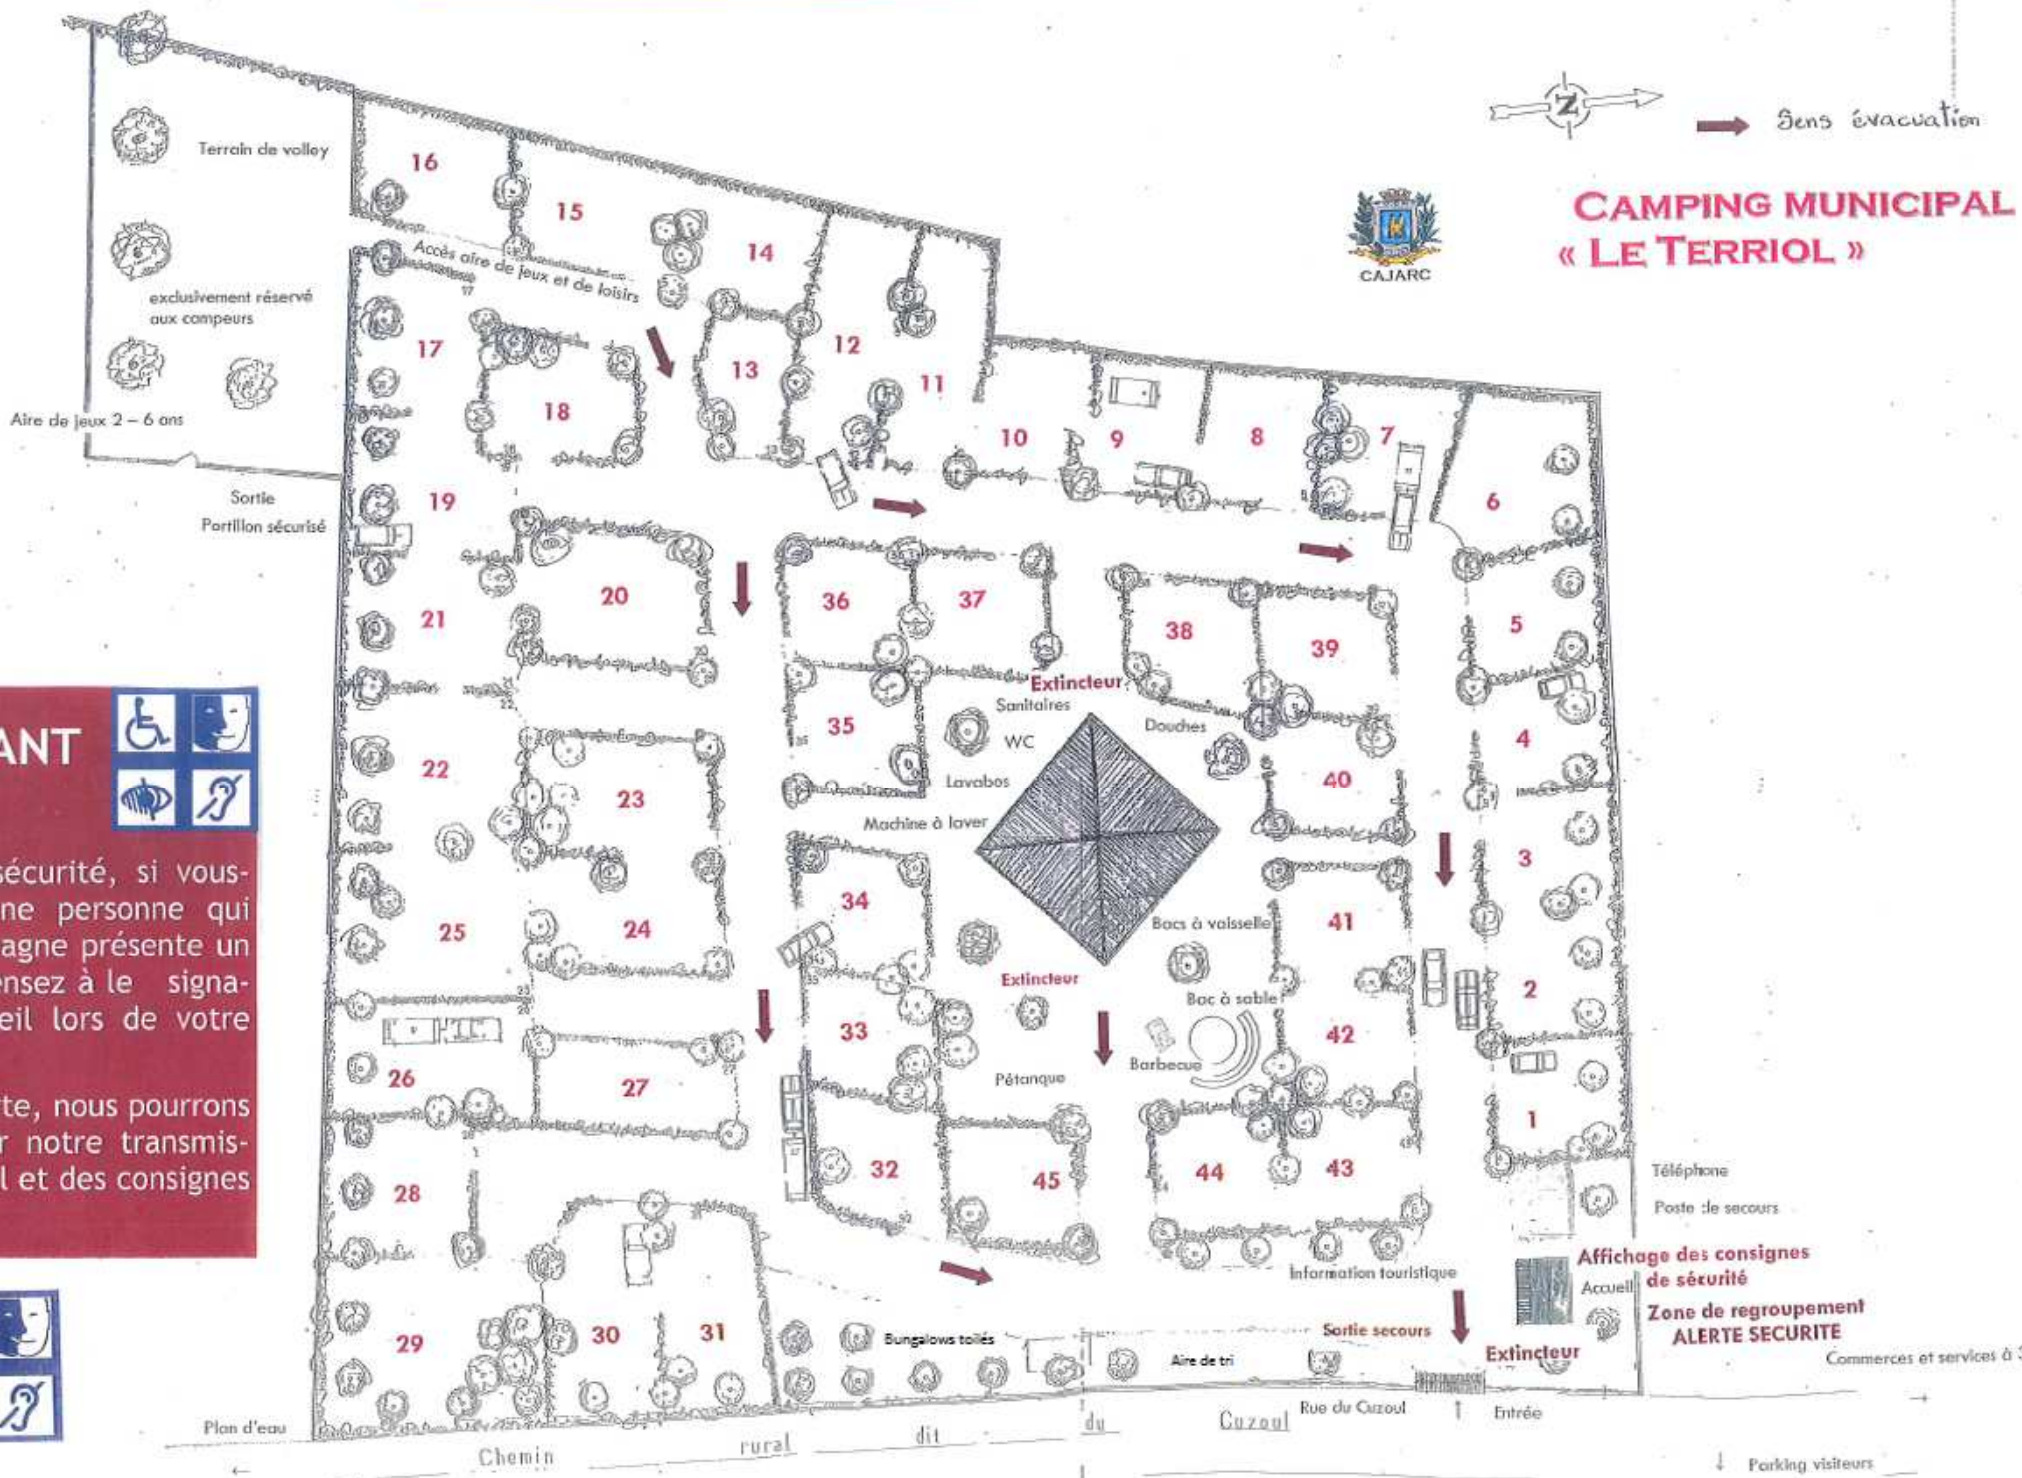 Sens évacuation
CAMPING MUNICIPAL
« LE TERRIOL »
CAJARC
Z
Terrain de volley
exclusivement réservé
aux campeurs
Aire de jeux 2 – 6 ans
Sortie
Portillon sécurisé
Accès aire de jeux et de loisirs
16
15
14
17
13
12
11
18
10
9
8
7
6
19
20
21
36
37
38
39
5
Extincteur
Sanitaires
WC
Douches
Lavabos
Machine à laver
35
40
4
22
23
3
34
41
25
24
Bacs à vaisselle
Extincteur
Bac à sable
2
33
42
Pétanque
Barbecue
26
27
1
28
32
45
44
43
Téléphone
Poste de secours
Information touristique
Affichage des consignes
de sécurité
Accueil
Zone de regroupement
ALERTE SECURITE
29
30
31
Bungalows toilés
Aire de tri
Sortie secours
Extincteur
Commerces et services à 3
Plan d'eau
Rue du Cuzoul
Entrée
Chemin rural dit du Cuzoul
Parking visiteurs
ANT
sécurité, si vous-
ne personne qui
agne présente un
ensez à le signa-
eil lors de votre
te, nous pourrons
r notre transmis-
l et des consignes